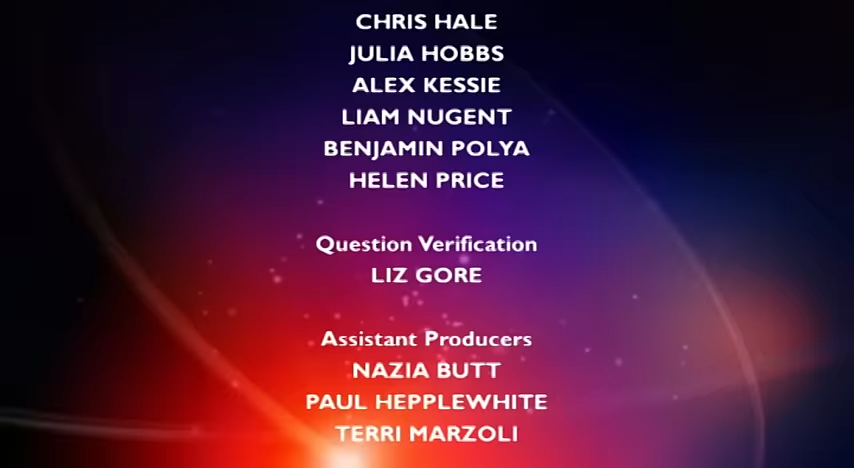 CHRIS HALE
JULIA HOBBS
ALEX KESSIE
LIAM NUGENT
BENJAMIN POLYA
HELEN PRICE
Question Verification
LIZ GORE
Assistant Producers
NAZIA BUTT
PAUL HEPPLEWHITE
TERRI MARZOLI